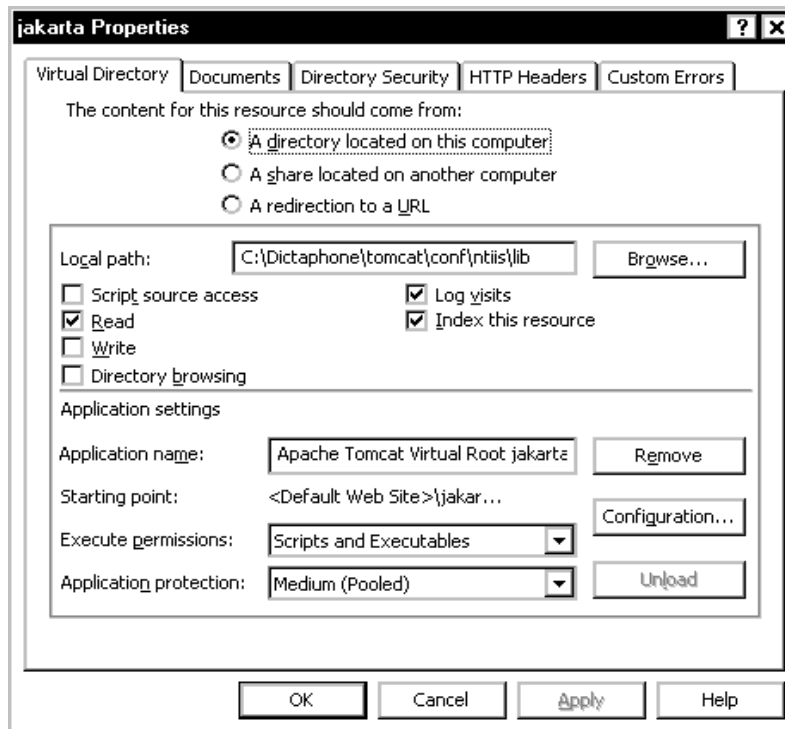 jakarta Properties
Virtual Directory Documents Directory Security HTTP Headers Custom Errors
The content for this resource should come from:
A directory located on this computer
A share located on another computer
A redirection to a URL
Local path: C:\Dictaphone\tomcat\conf\ntiis\lib Browse...
Script source access Log visits
Read Index this resource
Write
Directory browsing
Application settings
Application name: Apache Tomcat Virtual Root jakarta Remove
Starting point: <Default Web Site>\jakar...
Configuration...
Execute permissions: Scripts and Executables
Application protection: Medium (Pooled) Unload
OK Cancel Apply Help